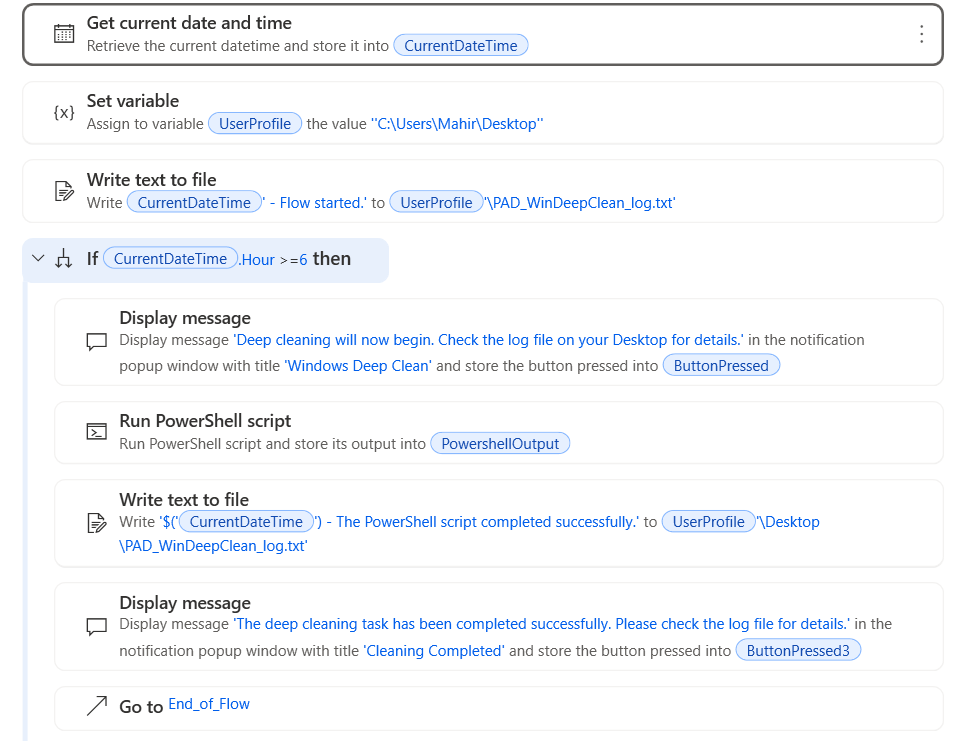 Get current date and time
Retrieve the current datetime and store it into CurrentDateTime
{x} Set variable
Assign to variable UserProfile the value ''C:\Users\Mahir\Desktop''
Write text to file
Write CurrentDateTime ' - Flow started.' to UserProfile '\PAD_WinDeepClean_log.txt'
If CurrentDateTime .Hour >=6 then
Display message
Display message 'Deep cleaning will now begin. Check the log file on your Desktop for details.' in the notification
popup window with title 'Windows Deep Clean' and store the button pressed into ButtonPressed
Run PowerShell script
Run PowerShell script and store its output into PowershellOutput
Write text to file
Write '$(' CurrentDateTime ') - The PowerShell script completed successfully.' to UserProfile '\Desktop
\PAD_WinDeepClean_log.txt'
Display message
Display message 'The deep cleaning task has been completed successfully. Please check the log file for details.' in the
notification popup window with title 'Cleaning Completed' and store the button pressed into ButtonPressed3
Go to End_of_Flow